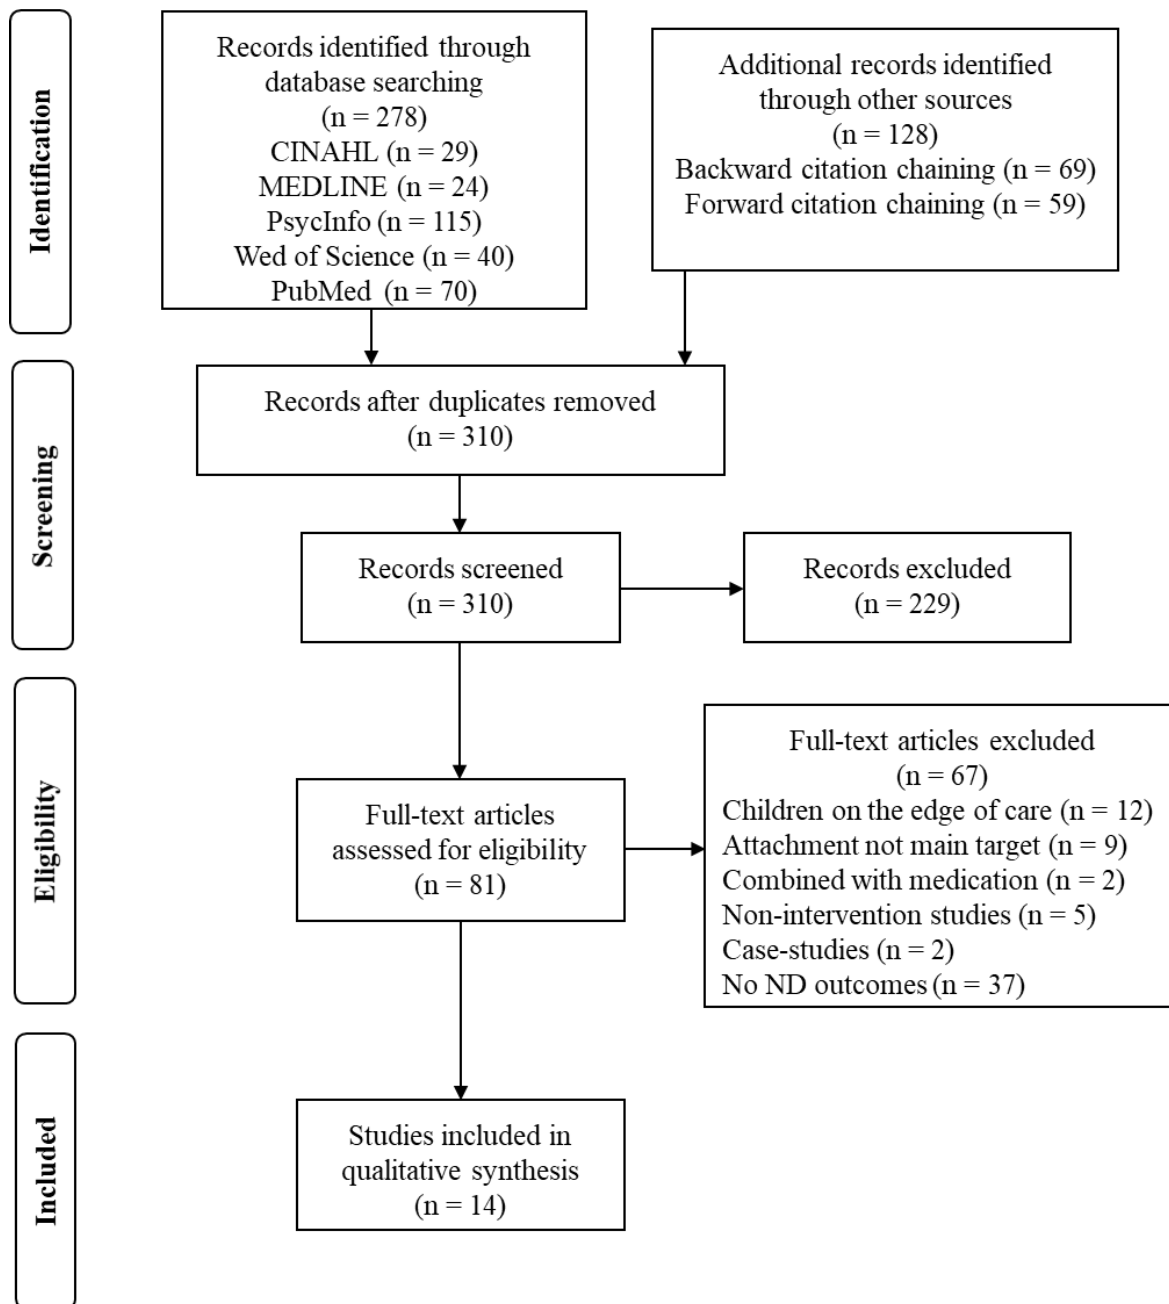 Identification
Records identified through
database searching
(n = 278)
CINAHL (n = 29)
MEDLINE (n = 24)
PsycInfo (n = 115)
Wed of Science (n = 40)
PubMed (n = 70)
Additional records identified
through other sources
(n = 128)
Backward citation chaining (n = 69)
Forward citation chaining (n = 59)
Screening
Records after duplicates removed
(n = 310)
Records screened
(n = 310)
Records excluded
(n = 229)
Eligibility
Full-text articles
assessed for eligibility
(n = 81)
Full-text articles excluded
(n = 67)
Children on the edge of care (n = 12)
Attachment not main target (n = 9)
Combined with medication (n = 2)
Non-intervention studies (n = 5)
Case-studies (n = 2)
No ND outcomes (n = 37)
Included
Studies included in
qualitative synthesis
(n = 14)